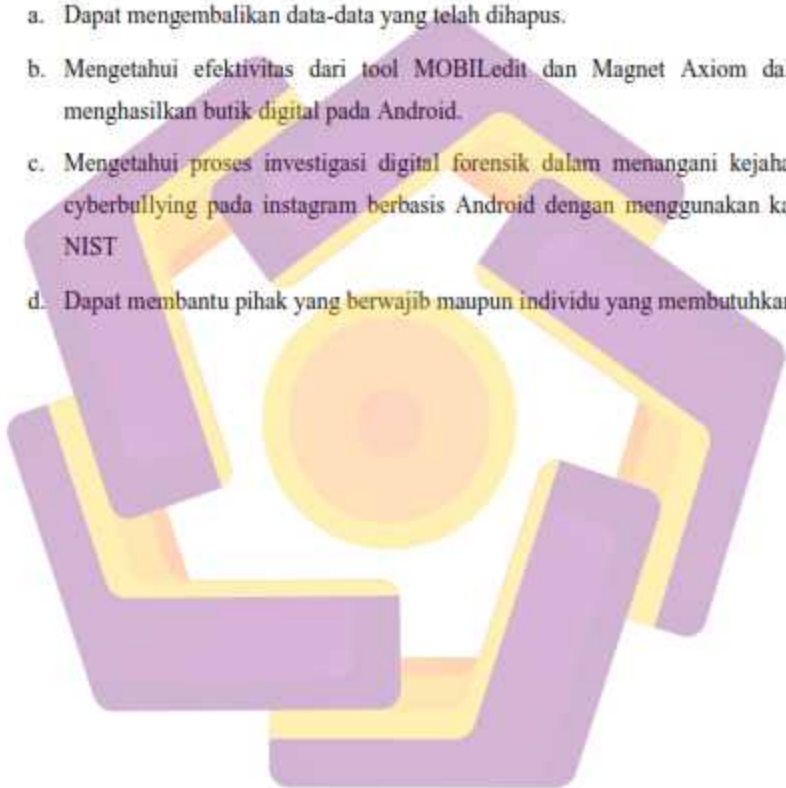 a. Dapat mengembalikan data-data yang telah dihapus.
b. Mengetahui efektivitas dari tool MOBILedit dan Magnet Axiom da
menghasilkan butik digital pada Android.
c. Mengetahui proses investigasi digital forensik dalam menangani kejaha
cyberbullying pada instagram berbasis Android dengan menggunakan ka
NIST
d. Dapat membantu pihak yang berwajib maupun individu yang membutuhkan